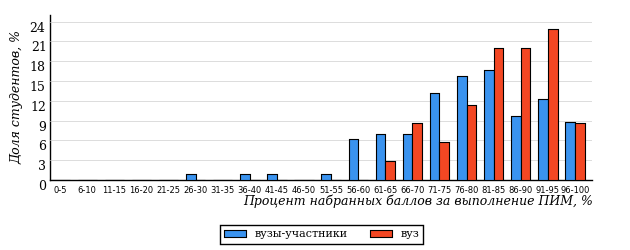 Доля студентов, %
24
21
18
15
12
9
6
3
0
0-5 6-10 11-15 16-20 21-25 26-30 31-35 36-40 41-45 46-50 51-55 56-60 61-65 66-70 71-75 76-80 81-85 86-90 91-95 96-100
Процент набранных баллов за выполнение ПИМ, %
вузы-участники вуз